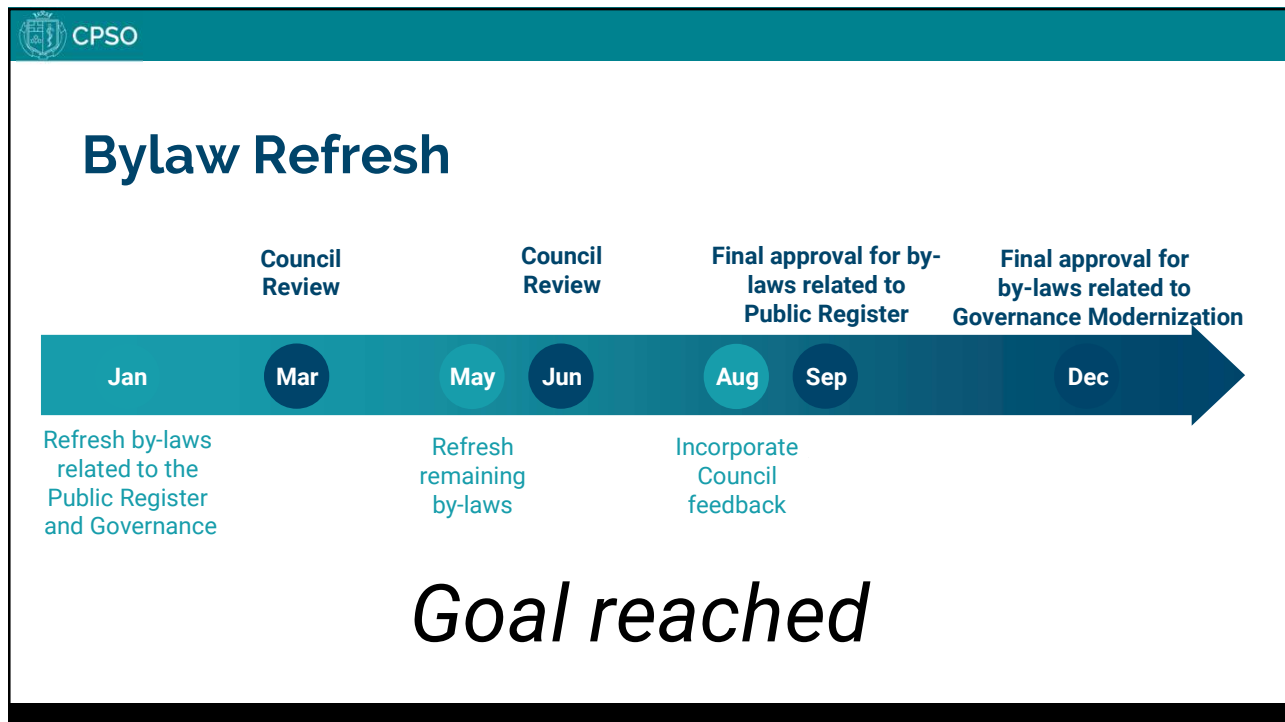 CPSO
Bylaw Refresh
Council
Review
Council
Review
Final approval for by-
laws related to
Public Register
Final approval for
by-laws related to
Governance Modernization
Jan
Mar
May
Jun
Aug
Sep
Dec
Refresh by-laws
related to the
Public Register
and Governance
Refresh
remaining
by-laws
Incorporate
Council
feedback
Goal reached